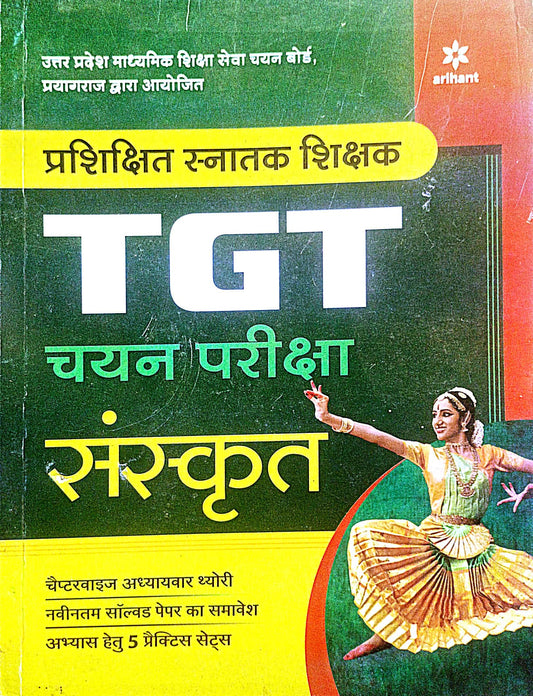 उत्तर प्रदेश माध्यमिक शिक्षा सेवा चयन बोर्ड,
प्रयागराज द्वारा आयोजित
arihant
प्रशिक्षित स्नातक शिक्षक
TGT
चयन परीक्षा
संस्कृत
चैप्टरवाइज अध्यायवार थ्योरी
नवीनतम सॉल्वड पेपर का समावेश
अभ्यास हेतु 5 प्रैक्टिस सेट्स